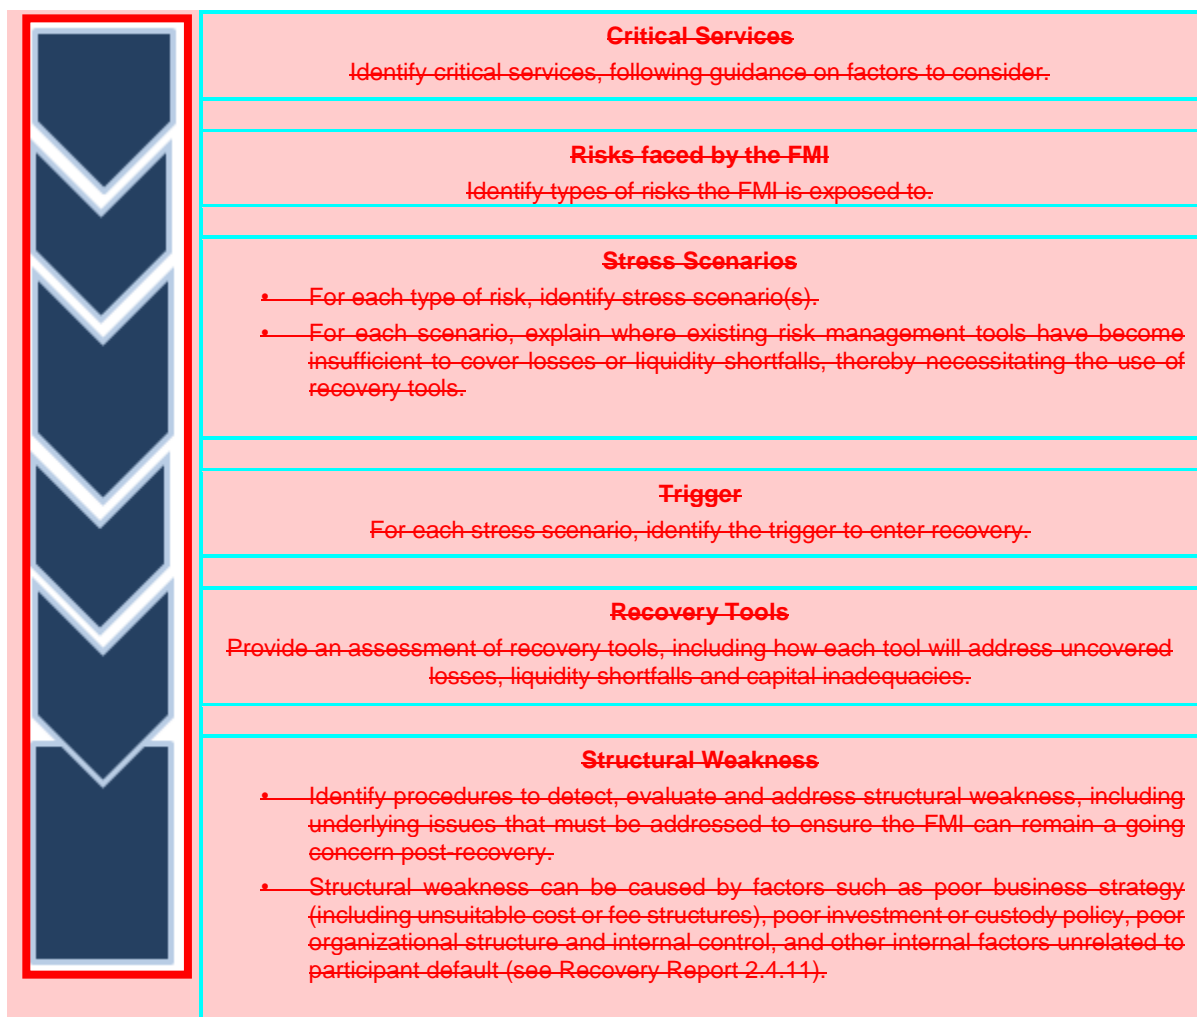 Critical Services
Identify critical services, following guidance on factors to consider.
Risks faced by the FMI
Identify types of risks the FMI is exposed to.
Stress Scenarios
• For each type of risk, identify stress scenario(s).
• For each scenario, explain where existing risk management tools have become
insufficient to cover losses or liquidity shortfalls, thereby necessitating the use of
recovery tools.
Trigger
For each stress scenario, identify the trigger to enter recovery.
Recovery Tools
Provide an assessment of recovery tools, including how each tool will address uncovered
losses, liquidity shortfalls and capital inadequacies.
Structural Weakness
• Identify procedures to detect, evaluate and address structural weakness, including
underlying issues that must be addressed to ensure the FMI can remain a going
concern post-recovery.
• Structural weakness can be caused by factors such as poor business strategy
(including unsuitable cost or fee structures), poor investment or custody policy, poor
organizational structure and internal control, and other internal factors unrelated to
participant default (see Recovery Report 2.4.11).